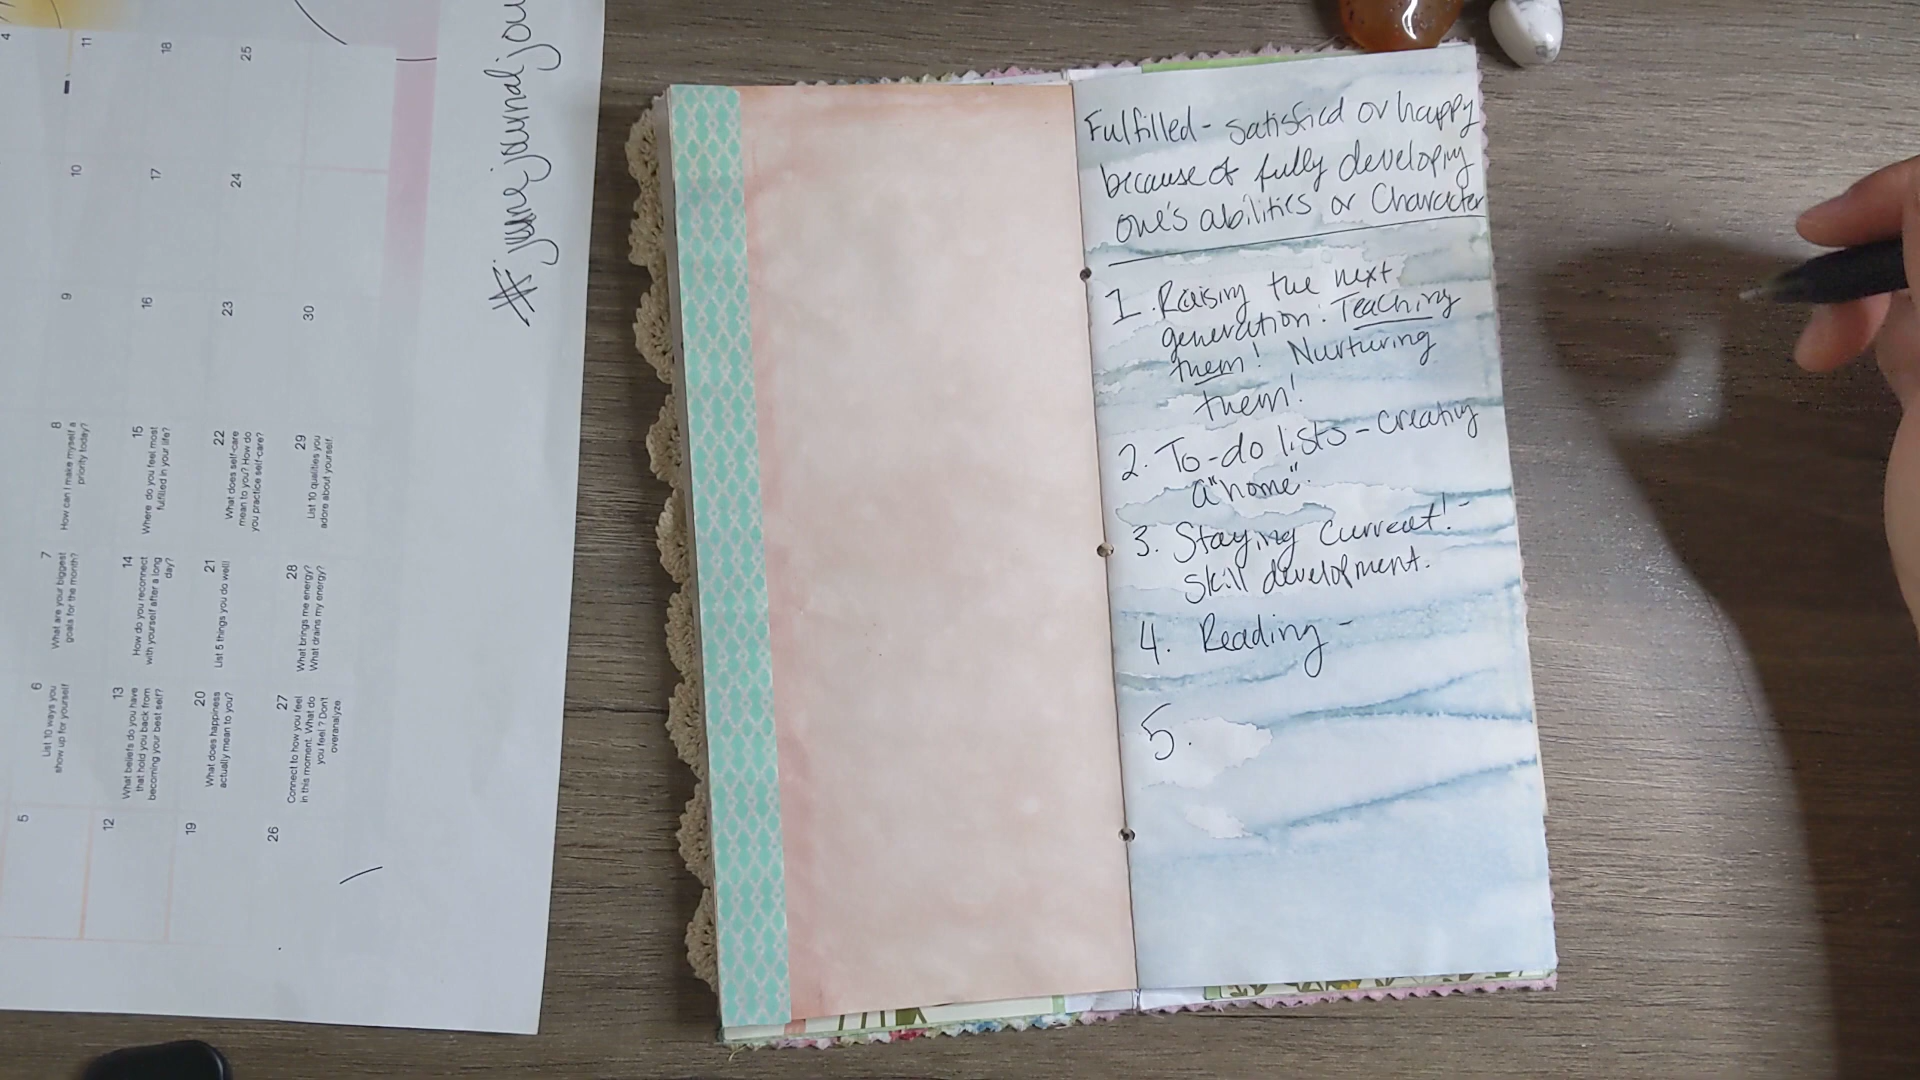 #junejournaljou
4
5
6
List 10 ways you
show up for yourself
7
What are your biggest
goals for the month?
8
How can I make myself a
priority today?
9
10
11
12
13
What beliefs do you have
that hold you back from
becoming your best self?
14
How do you reconnect
with yourself after a long
day?
15
Where do you feel most
fulfilled in your life?
16
17
18
19
20
What does happiness
actually mean to you?
21
List 5 things you do well!
22
What does self-care
mean to you? How do
you practice self-care?
23
24
25
26
27
Connect to how you feel
in this moment. What do
you feel? Don't
overanalyze.
28
What brings me energy?
What drains my energy?
29
List 10 qualities you
adore about yourself.
30
Fulfilled - satisfied or happy
because of fully developing
one's abilities or Character
1. Raising the next
generation. Teaching
them! Nurturing
them!
2. To-do lists - Creating
a "home".
3. Staying Current! -
Skill development.
4. Reading -
5.